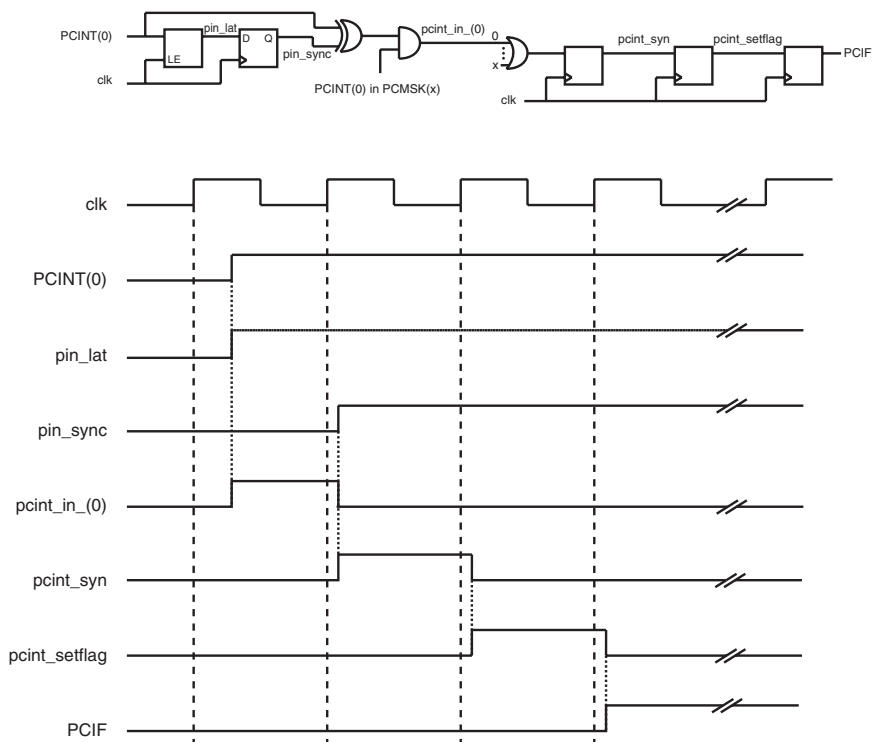 PCINT(0)
pin_lat
D Q
LE
pin_sync
clk
PCINT(0) in PCMSK(x)
pcint_in_(0)
0
x
clk
pcint_syn
pcint_setflag
PCIF
clk
PCINT(0)
pin_lat
pin_sync
pcint_in_(0)
pcint_syn
pcint_setflag
PCIF